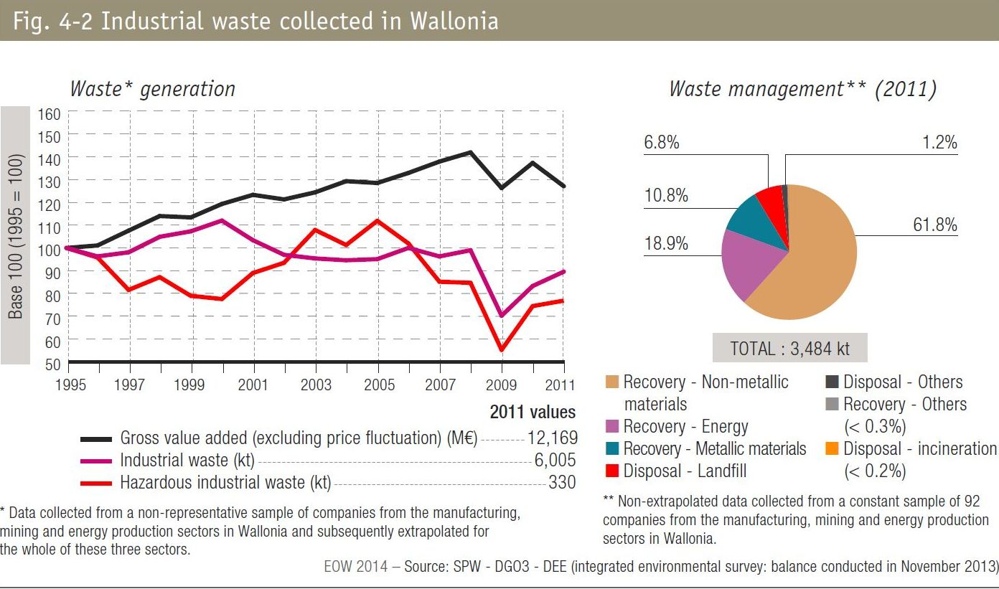 Fig. 4-2 Industrial waste collected in Wallonia
Waste* generation
Base 100 (1995 = 100)
160
150
140
130
120
110
100
90
80
70
60
50
1995
1997
1999
2001
2003
2005
2007
2009
2011
2011 values
Gross value added (excluding price fluctuation) (M€) 12,169
Industrial waste (kt) 6,005
Hazardous industrial waste (kt) 330
* Data collected from a non-representative sample of companies from the manufacturing,
mining and energy production sectors in Wallonia and subsequently extrapolated for
the whole of these three sectors.
Waste management** (2011)
6.8%
1.2%
10.8%
61.8%
18.9%
TOTAL : 3,484 kt
Recovery - Non-metallic
materials
Recovery - Energy
Recovery - Metallic materials
Disposal - Landfill
Disposal - Others
Recovery - Others
(< 0.3%)
Disposal - incineration
(< 0.2%)
** Non-extrapolated data collected from a constant sample of 92
companies from the manufacturing, mining and energy production
sectors in Wallonia.
EOW 2014 – Source: SPW - DGO3 - DEE (integrated environmental survey: balance conducted in November 2013)